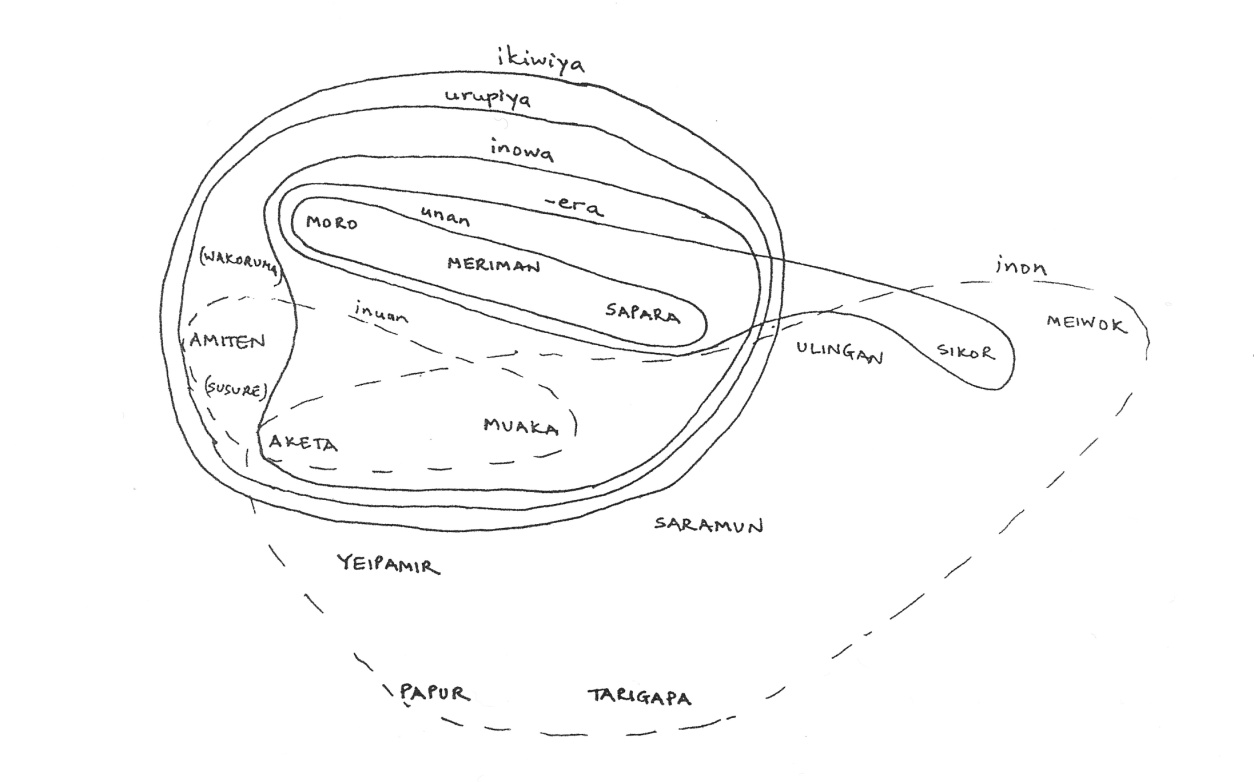 ikiwiya
urupiya
inowa
-era
unan
MORO
MERIMAN
(WAKORUMA)
inon
inuan
SAPARA
MEIWOK
AMITEN
ULINGAN
SIKOR
(SUSURE)
MUAKA
AKETA
SARAMUN
YEIPAMIR
PAPUR
TARIGAPA